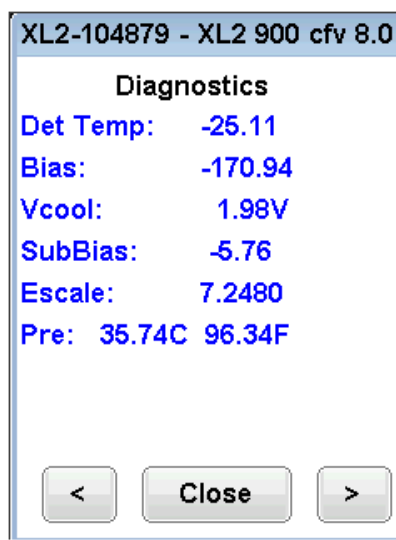 XL2-104879 - XL2 900 cfv 8.0
Diagnostics
Det Temp: -25.11
Bias: -170.94
Vcool: 1.98V
SubBias: -5.76
Escale: 7.2480
Pre: 35.74C 96.34F
< Close >